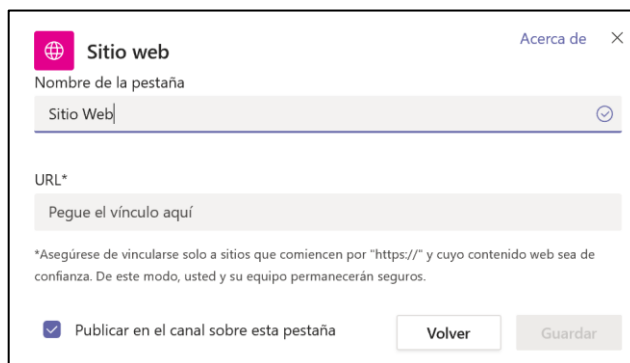 Acerca de
Sitio web
Nombre de la pestaña
Sitio Web
URL*
Pegue el vínculo aquí
*Asegúrese de vincularse solo a sitios que comiencen por "https://" y cuyo contenido web sea de
confianza. De este modo, usted y su equipo permanecerán seguros.
Publicar en el canal sobre esta pestaña
Volver
Guardar